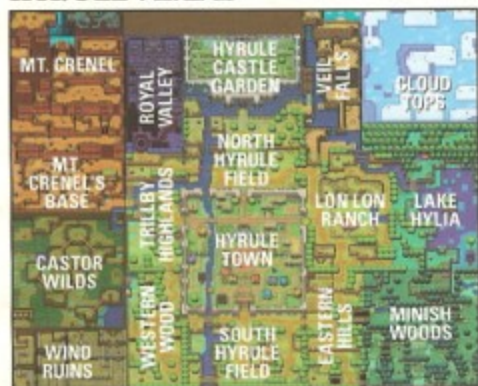 MT. CRENEL
ROYAL
VALLEY
HYRULE
CASTLE
GARDEN
VEIL
FALLS
CLOUD
TOPS
MT.
CRENEL'S
BASE
TRILLBY
HIGHLANDS
NORTH
HYRULE
FIELD
LON LON
RANCH
LAKE
HYLIA
CASTOR
WILDS
HYRULE
TOWN
WESTERN
WOOD
EASTERN
HILLS
MINISH
WOODS
WIND
RUINS
SOUTH
HYRULE
FIELD